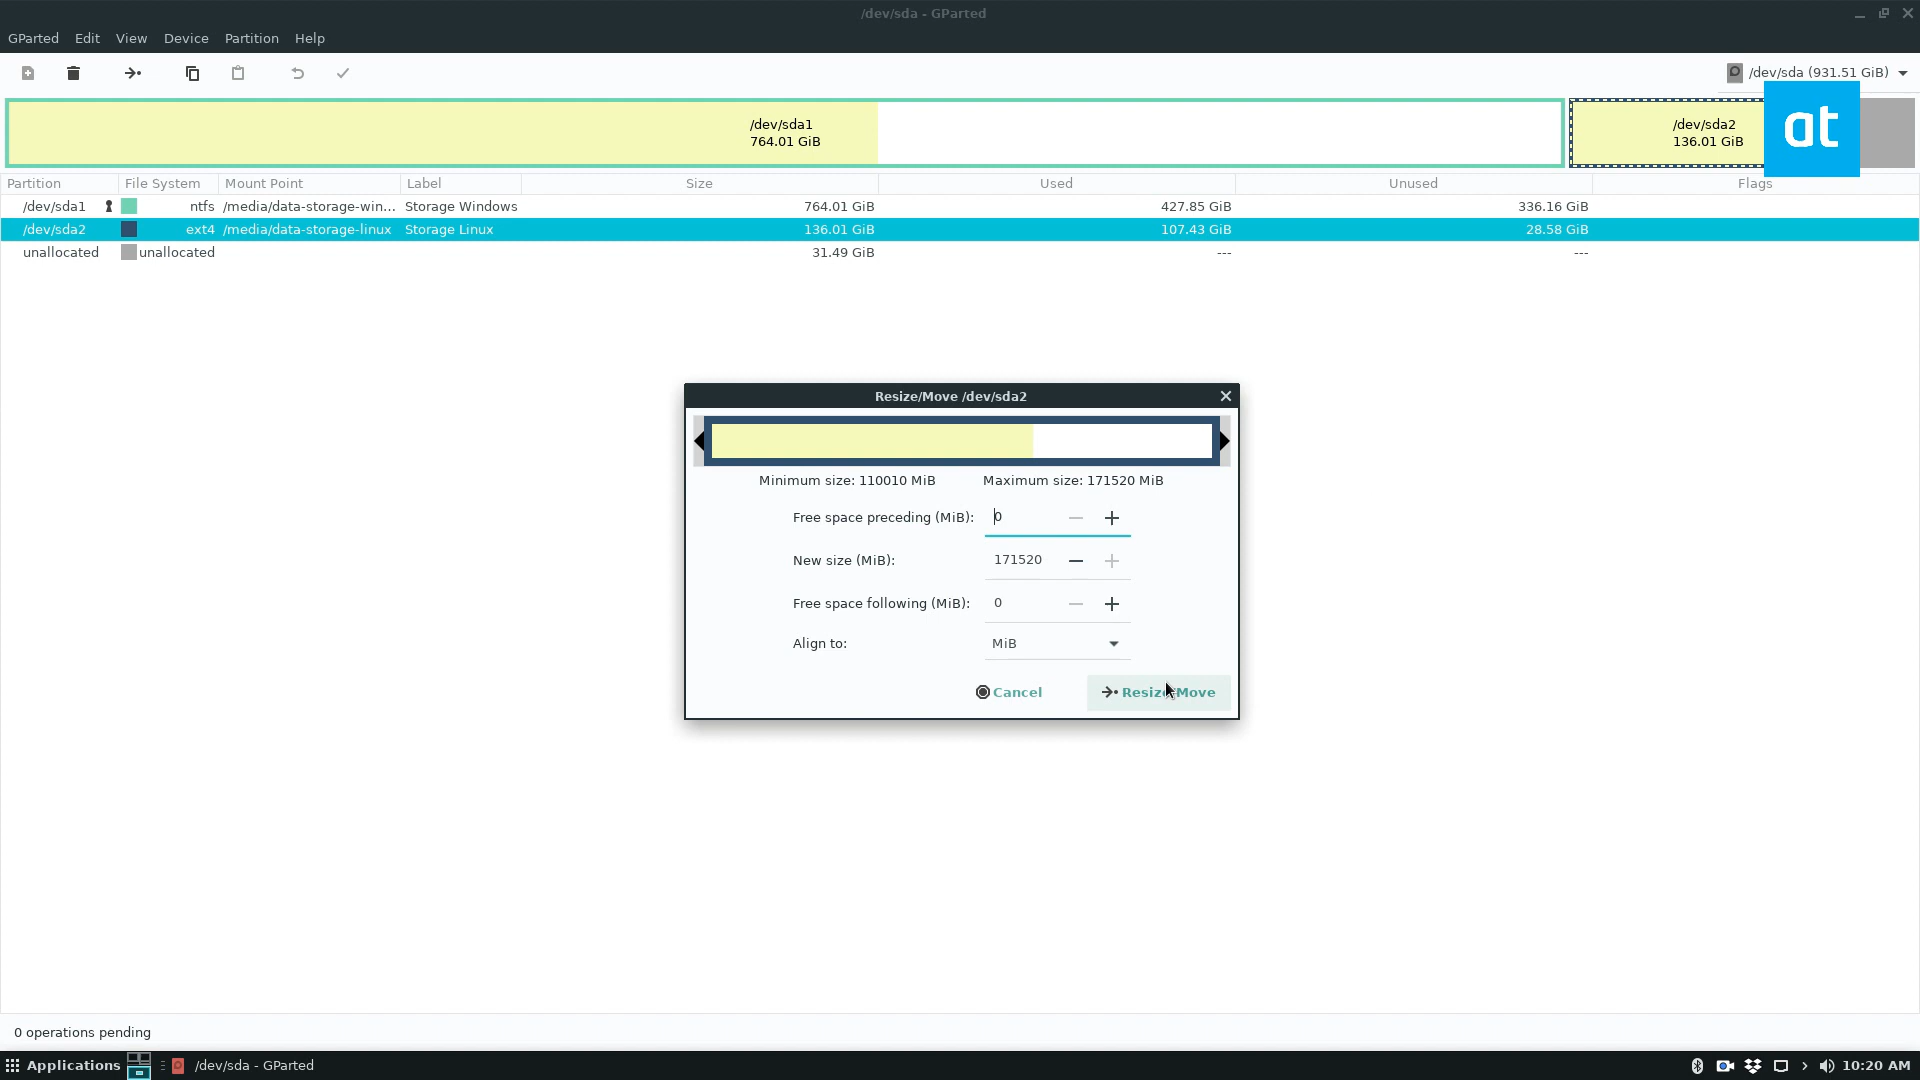 /dev/sda - GParted
GParted Edit View Device Partition Help
/dev/sda (931.51 GiB)
/dev/sda1
764.01 GiB
/dev/sda2
136.01 GiB
at
Partition File System Mount Point Label Size Used Unused Flags
/dev/sda1 ntfs /media/data-storage-win... Storage Windows 764.01 GiB 427.85 GiB 336.16 GiB
/dev/sda2 ext4 /media/data-storage-linux Storage Linux 136.01 GiB 107.43 GiB 28.58 GiB
unallocated unallocated 31.49 GiB --- ---
Resize/Move /dev/sda2
Minimum size: 110010 MiB Maximum size: 171520 MiB
Free space preceding (MiB): 0
New size (MiB): 171520
Free space following (MiB): 0
Align to: MiB
Cancel Resize/Move
0 operations pending
Applications /dev/sda - GParted 10:20 AM